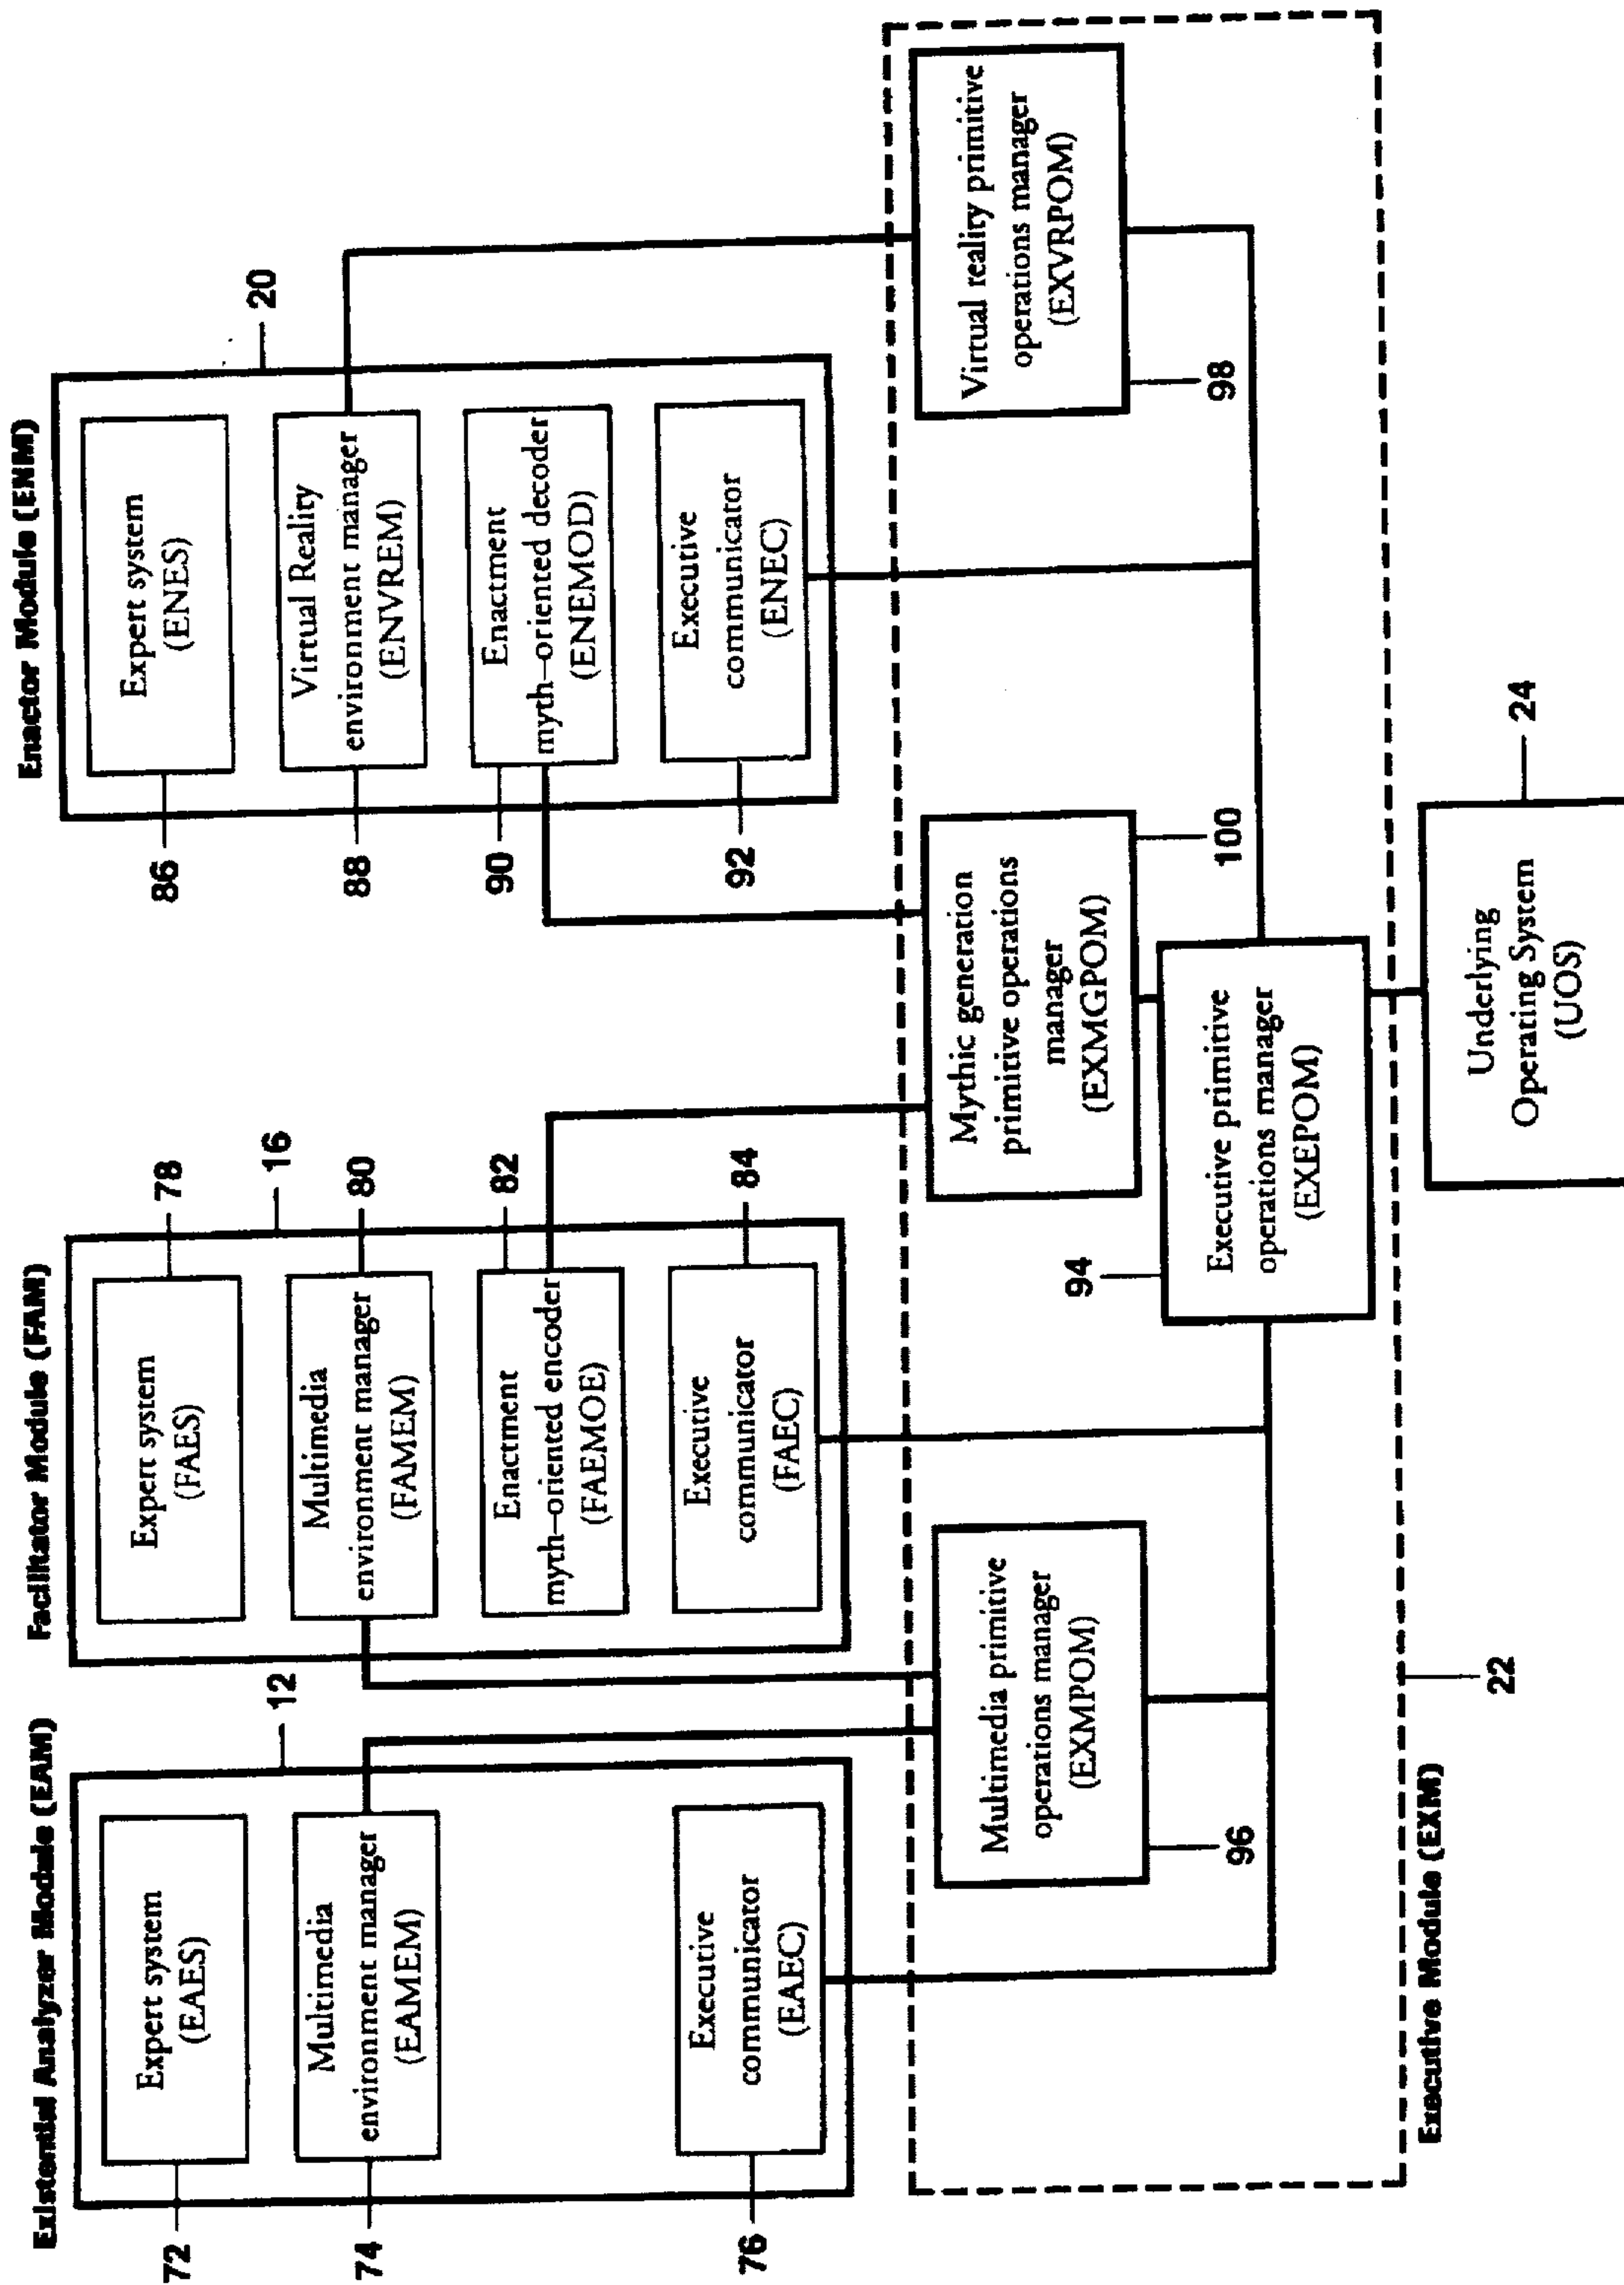 Existential Analyzer Module (EAM)
12
72
Expert system
(EAES)
74
Multimedia
environment manager
(EAMEM)
76
Executive
communicator
(EAEC)
Facilitator Module (FAM)
16
Expert system
(FAES)
78
Multimedia
environment manager
(FAMEM)
80
Enactment
myth-oriented encoder
(FAEMOE)
82
Executive
communicator
(FAEC)
84
Enactor Module (ENM)
20
86
Expert system
(ENES)
88
Virtual Reality
environment manager
(ENVREM)
90
Enactment
myth-oriented decoder
(ENEMOD)
92
Executive
communicator
(ENEC)
Multimedia primitive
operations manager
(EXMPOM)
96
Mythic generation
primitive operations
manager
(EXMGPOM)
100
Virtual reality primitive
operations manager
(EXVRPOM)
98
94
Executive primitive
operations manager
(EXEPOM)
Executive Module (EXM)
22
Underlying
Operating System
(UOS)
24